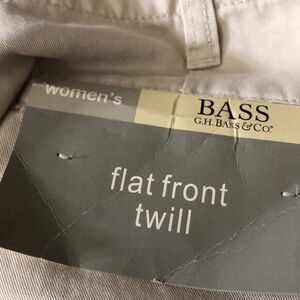 women's
BASS
G.H. BASS & CO.®
flat front
twill